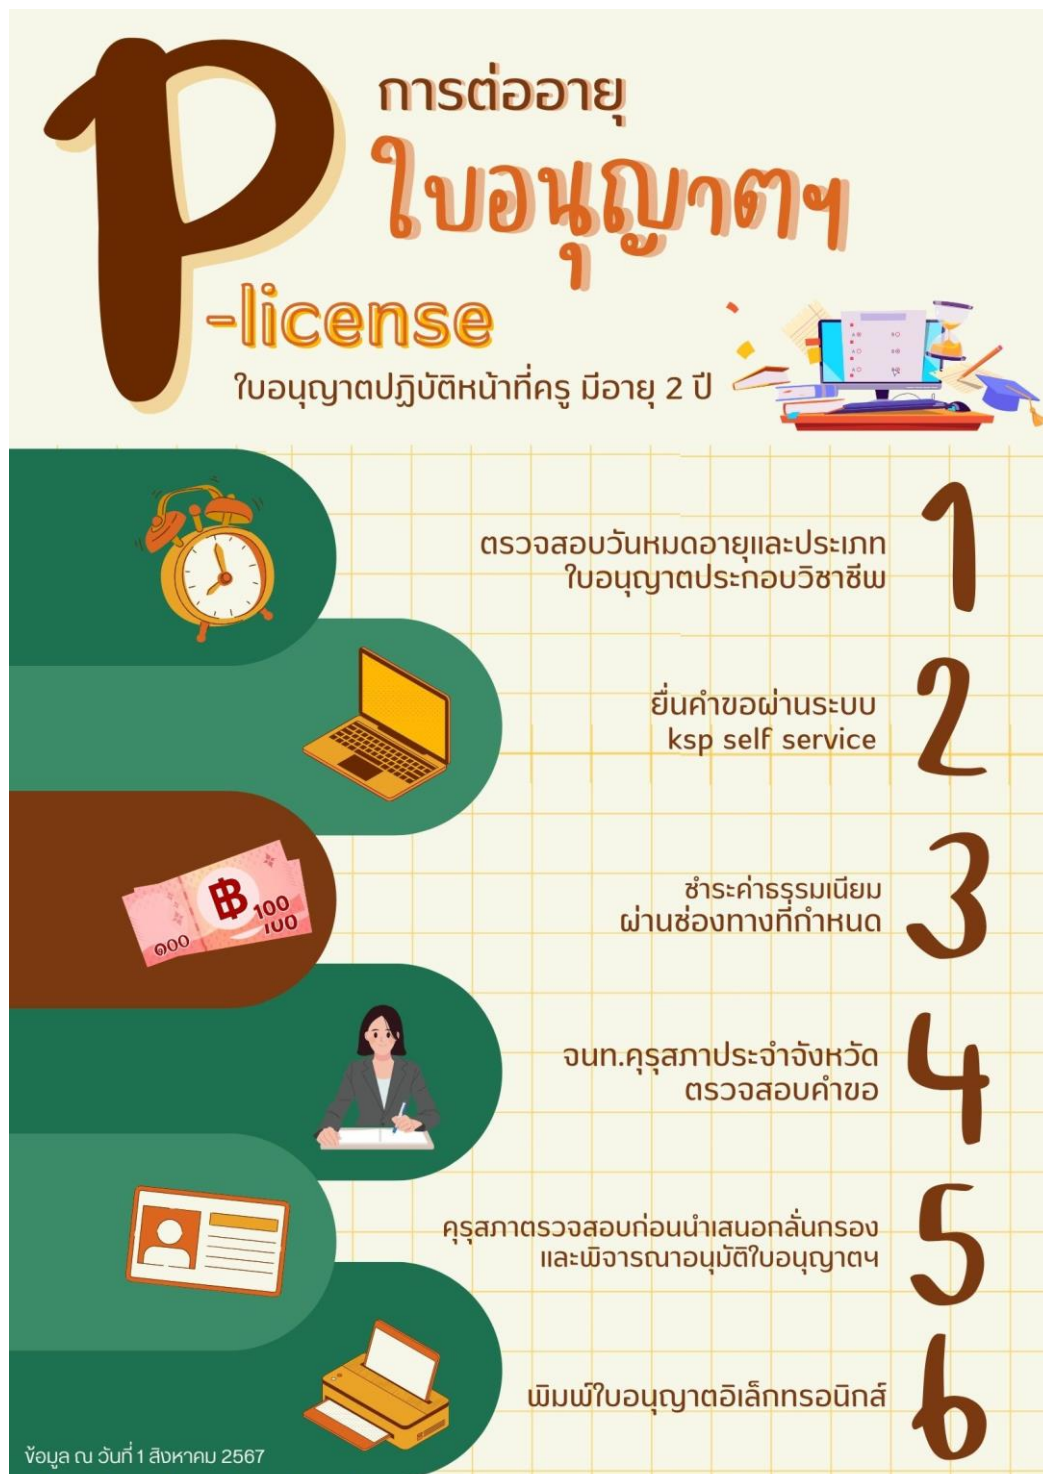 การต่ออายุ
ใบอนุญาตฯ
P
-license
ใบอนุญาตปฏิบัติหน้าที่ครู มีอายุ 2 ปี
1
ตรวจสอบวันหมดอายุและประเภท
ใบอนุญาตประกอบวิชาชีพ
2
ยื่นคำขอผ่านระบบ
ksp self service
3
ชำระค่าธรรมเนียม
ผ่านช่องทางที่กำหนด
฿ 100
100
๑๐๐
4
จนท.คุรุสภาประจำจังหวัด
ตรวจสอบคำขอ
5
คุรุสภาตรวจสอบก่อนนำเสนอกลั่นกรอง
และพิจารณาอนุมัติใบอนุญาตฯ
6
พิมพ์ใบอนุญาตอิเล็กทรอนิกส์
ข้อมูล ณ วันที่ 1 สิงหาคม 2567